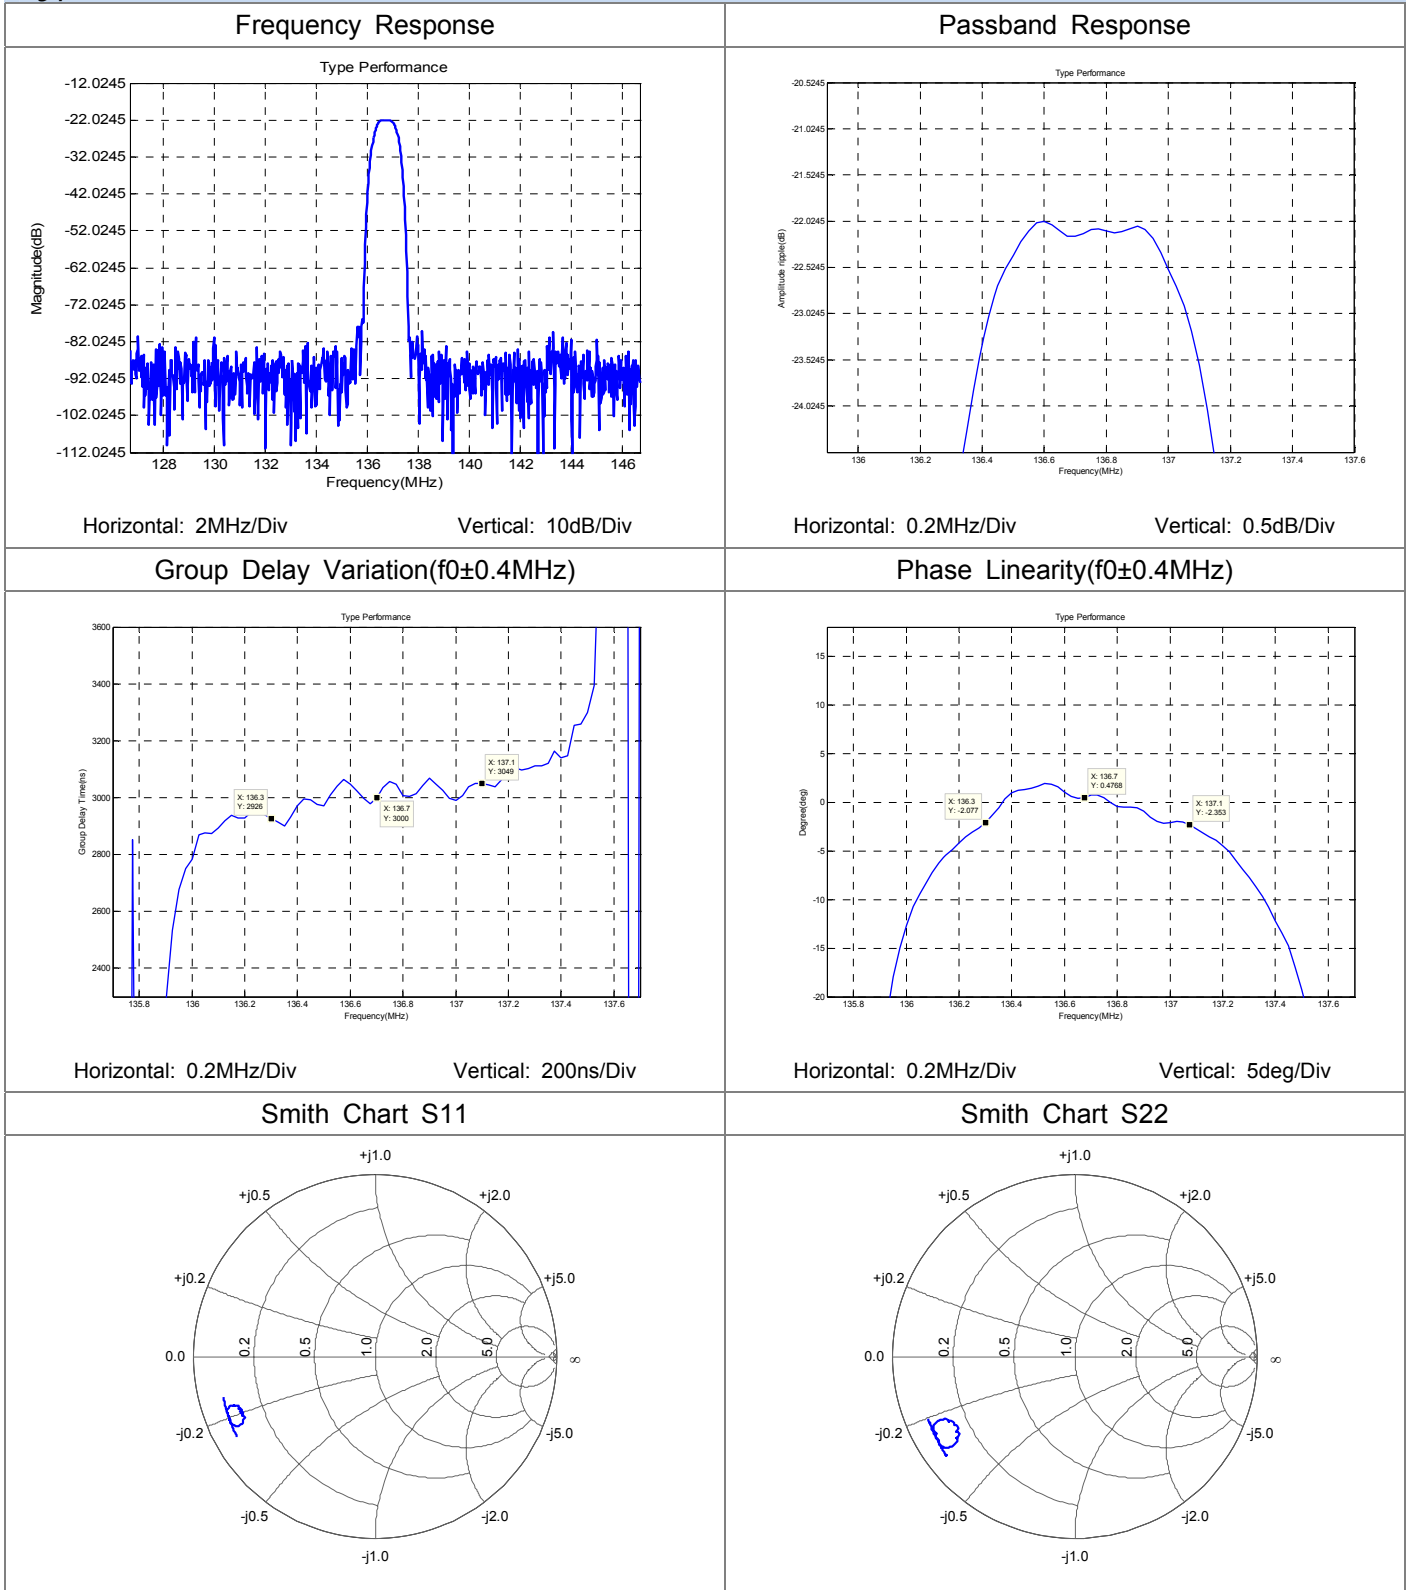 Frequency Response
Passband Response
Type Performance
-12.0245
-22.0245
-32.0245
-42.0245
-52.0245
-62.0245
-72.0245
-82.0245
-92.0245
-102.0245
-112.0245
Magnitude(dB)
128 130 132 134 136 138 140 142 144 146
Frequency(MHz)
Horizontal: 2MHz/Div Vertical: 10dB/Div
Type Performance
-20.5245
-21.0245
-21.5245
-22.0245
-22.5245
-23.0245
-23.5245
-24.0245
Amplitude ripple(dB)
136 136.2 136.4 136.6 136.8 137 137.2 137.4 137.6
Frequency(MHz)
Horizontal: 0.2MHz/Div Vertical: 0.5dB/Div
Group Delay Variation(f0±0.4MHz)
Phase Linearity(f0±0.4MHz)
Type Performance
3600
3400
3200
3000
2800
2600
2400
Group Delay Time(ns)
X: 136.3
Y: 2926
X: 136.7
Y: 3000
X: 137.1
Y: 3049
135.8 136 136.2 136.4 136.6 136.8 137 137.2 137.4 137.6
Frequency(MHz)
Horizontal: 0.2MHz/Div Vertical: 200ns/Div
Type Performance
15
10
5
0
-5
-10
-15
-20
Degree(deg)
X: 136.3
Y: -2.077
X: 136.7
Y: 0.4768
X: 137.1
Y: -2.353
135.8 136 136.2 136.4 136.6 136.8 137 137.2 137.4 137.6
Frequency(MHz)
Horizontal: 0.2MHz/Div Vertical: 5deg/Div
Smith Chart S11
Smith Chart S22
+j1.0
+j0.5 +j2.0
+j0.2 +j5.0
0.0 0.2 0.5 1.0 2.0 5.0 ∞
-j0.2 -j5.0
-j0.5 -j2.0
-j1.0
+j1.0
+j0.5 +j2.0
+j0.2 +j5.0
0.0 0.2 0.5 1.0 2.0 5.0 ∞
-j0.2 -j5.0
-j0.5 -j2.0
-j1.0